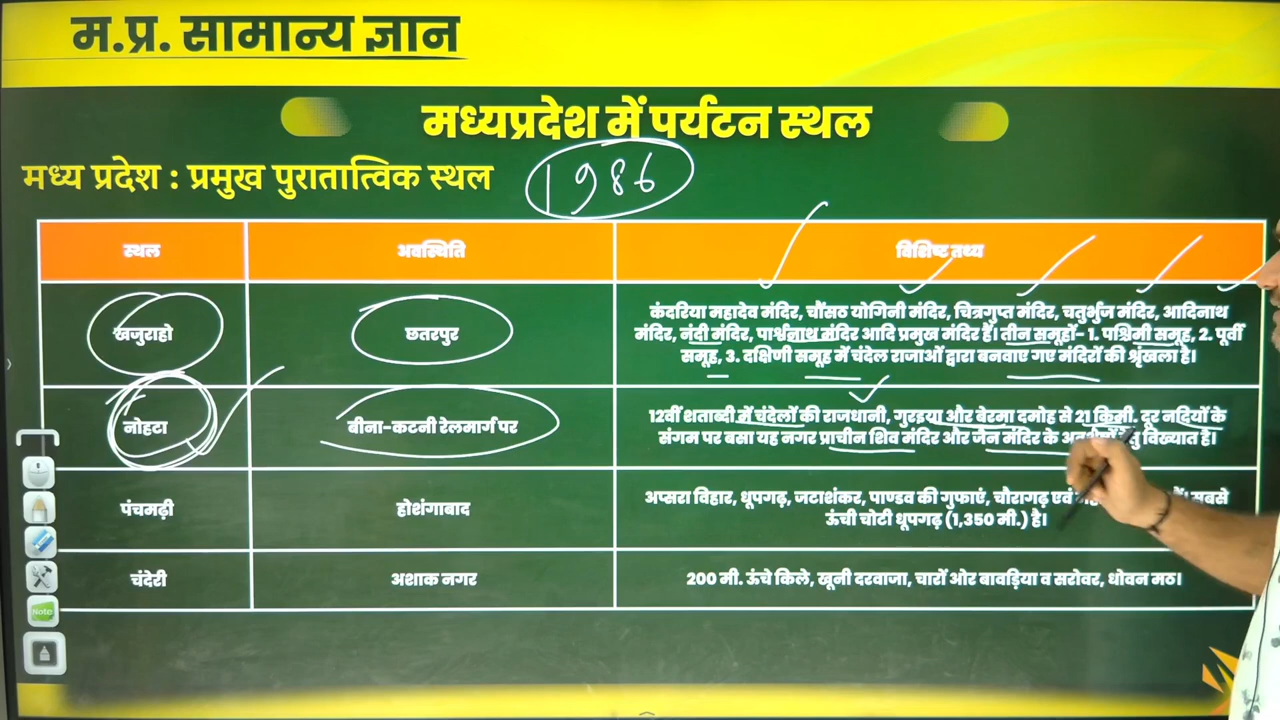 म.प्र. सामान्य ज्ञान
मध्यप्रदेश में पर्यटन स्थल
मध्य प्रदेश : प्रमुख पुरातात्विक स्थल
1986
स्थल
अवस्थिति
विशिष्ट तथ्य
खजुराहो
छतरपुर
कंदरिया महादेव मंदिर, चौंसठ योगिनी मंदिर, चित्रगुप्त मंदिर, चतुर्भुज मंदिर, आदिनाथ
मंदिर, नंदी मंदिर, पार्श्वनाथ मंदिर आदि प्रमुख मंदिर हैं। तीन समूहों- 1. पश्चिमी समूह, 2. पूर्वी
समूह, 3. दक्षिणी समूह में चंदेल राजाओं द्वारा बनवाए गए मंदिरों की श्रृंखला है।
नोहटा
बीना-कटनी रेलमार्ग पर
12वीं शताब्दी में चंदेलों की राजधानी, गुरइया और बेरमा दमोह से 21 किमी. दूर नदियों के
संगम पर बसा यह नगर प्राचीन शिव मंदिर और जैन मंदिर के विख्यात है।
पंचमढ़ी
होशंगाबाद
अप्सरा विहार, धूपगढ़, जटाशंकर, पाण्डव की गुफाएं, चौरागढ़ एवं सबसे
ऊंची चोटी धूपगढ़ (1,350 मी.) है।
चंदेरी
अशाक नगर
200 मी. ऊंचे किले, खूनी दरवाजा, चारों ओर बावड़िया व सरोवर, धोवन मठ।
Note